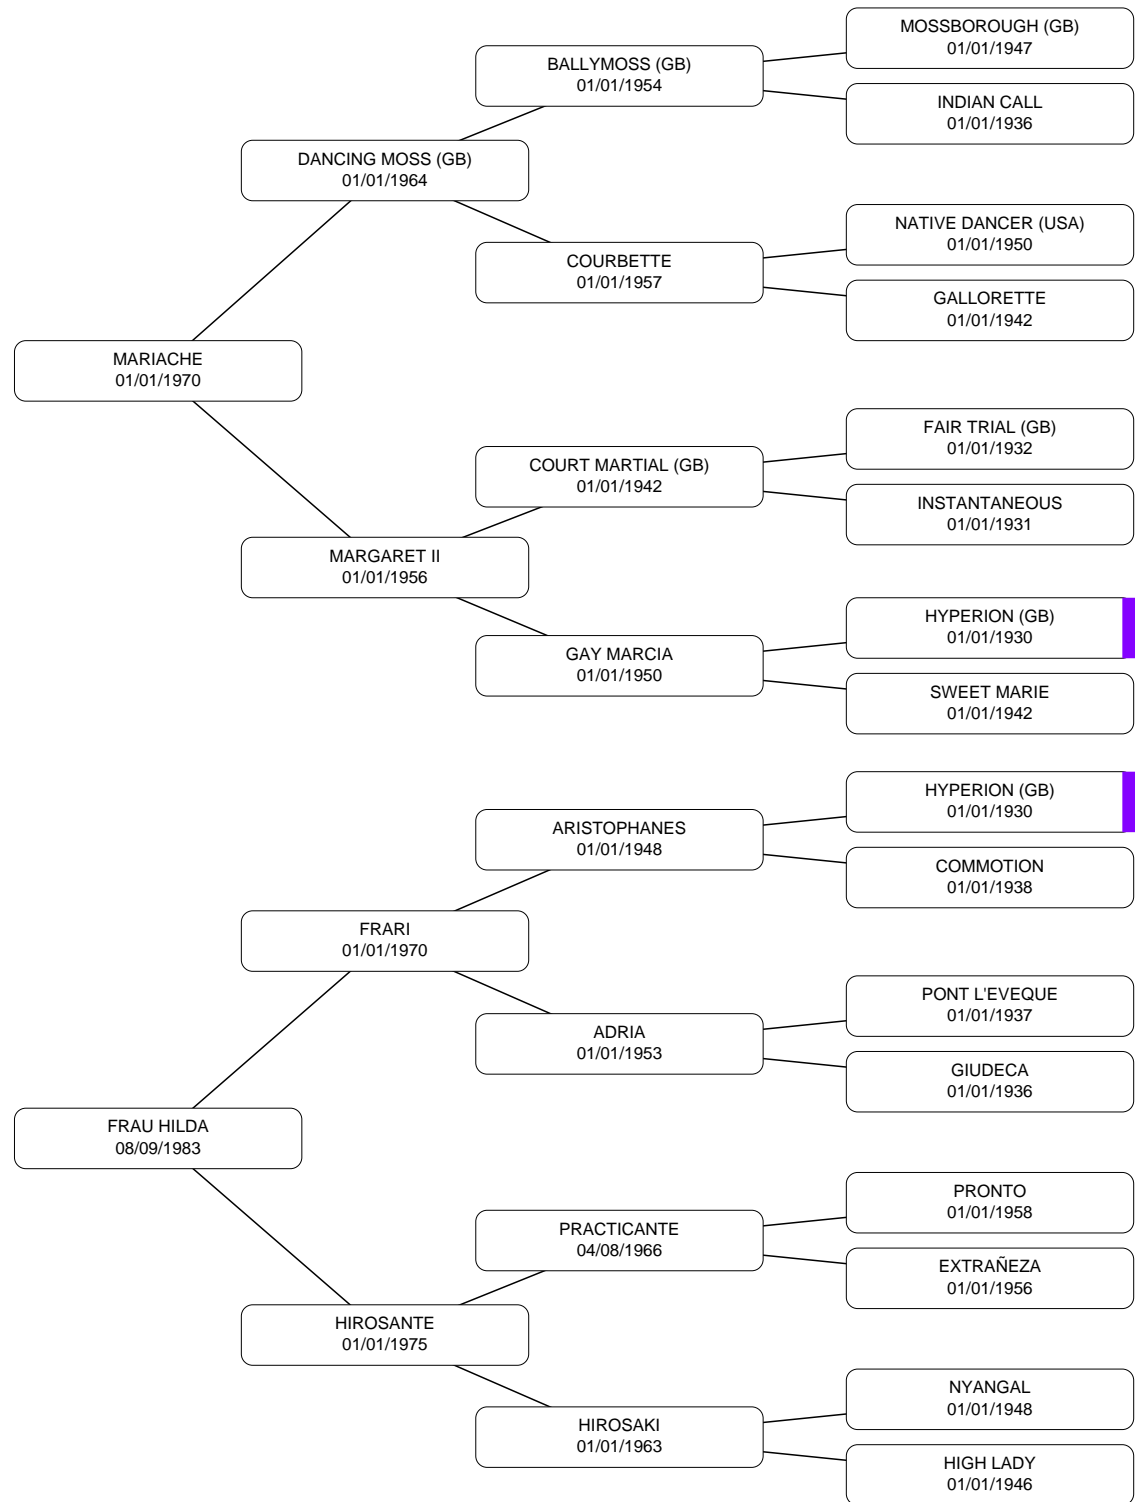 MOSSBOROUGH (GB)
01/01/1947
BALLYMOSS (GB)
01/01/1954
INDIAN CALL
01/01/1936
DANCING MOSS (GB)
01/01/1964
NATIVE DANCER (USA)
01/01/1950
COURBETTE
01/01/1957
GALLORETTE
01/01/1942
MARIACHE
01/01/1970
FAIR TRIAL (GB)
01/01/1932
COURT MARTIAL (GB)
01/01/1942
INSTANTANEOUS
01/01/1931
MARGARET II
01/01/1956
HYPERION (GB)
01/01/1930
GAY MARCIA
01/01/1950
SWEET MARIE
01/01/1942
HYPERION (GB)
01/01/1930
ARISTOPHANES
01/01/1948
COMMOTION
01/01/1938
FRARI
01/01/1970
PONT L'EVEQUE
01/01/1937
ADRIA
01/01/1953
GIUDECA
01/01/1936
FRAU HILDA
08/09/1983
PRONTO
01/01/1958
PRACTICANTE
04/08/1966
EXTRAÑEZA
01/01/1956
HIROSANTE
01/01/1975
NYANGAL
01/01/1948
HIROSAKI
01/01/1963
HIGH LADY
01/01/1946